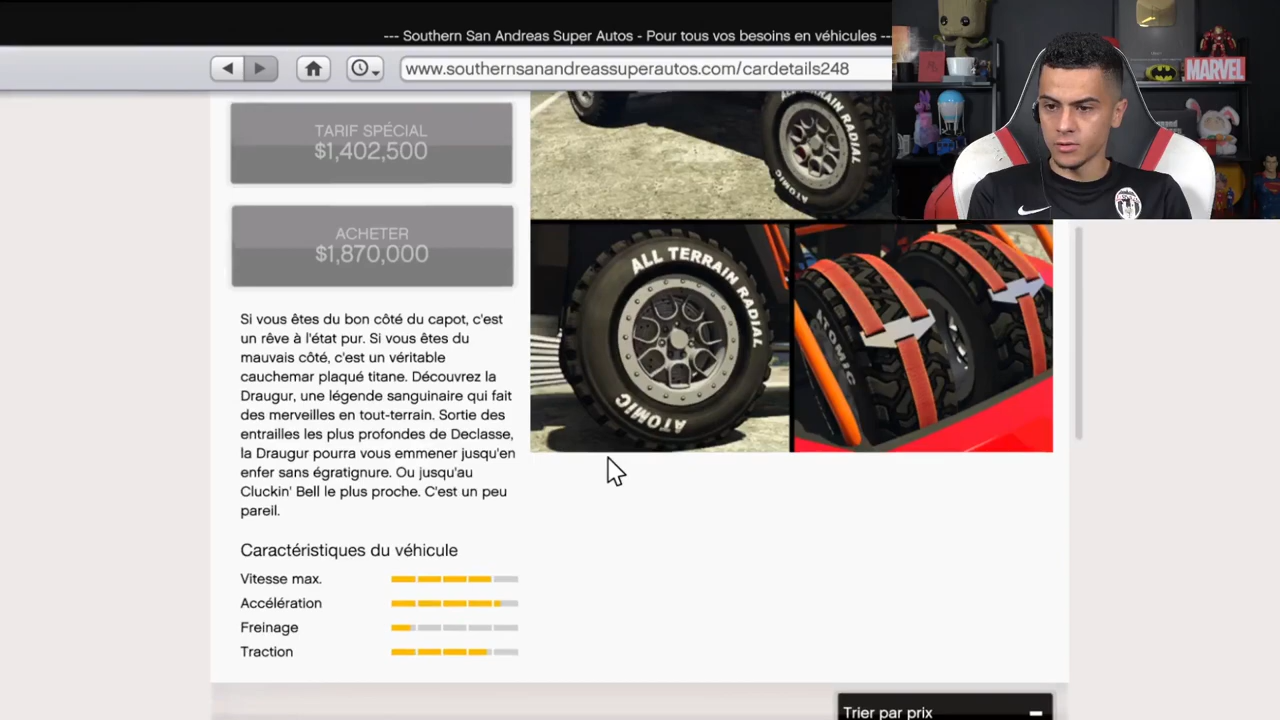 --- Southern San Andreas Super Autos - Pour tous vos besoins en véhicules ---
www.southernsanandreassuperautos.com/cardetails248
MARVEL
TARIF SPÉCIAL
$1,402,500
ALL TERRAIN RADIAL
ATOMIC
ACHETER
$1,870,000
ALL TERRAIN RADIAL
ATOMIC
ATOMIC
Si vous êtes du bon côté du capot, c'est
un rêve à l'état pur. Si vous êtes du
mauvais côté, c'est un véritable
cauchemar plaqué titane. Découvrez la
Draugur, une légende sanguinaire qui fait
des merveilles en tout-terrain. Sortie des
entrailles les plus profondes de Declasse,
la Draugur pourra vous emmener jusqu'en
enfer sans égratignure. Ou jusqu'au
Cluckin' Bell le plus proche. C'est un peu
pareil.
Caractéristiques du véhicule
Vitesse max.
Accélération
Freinage
Traction
Trier par prix